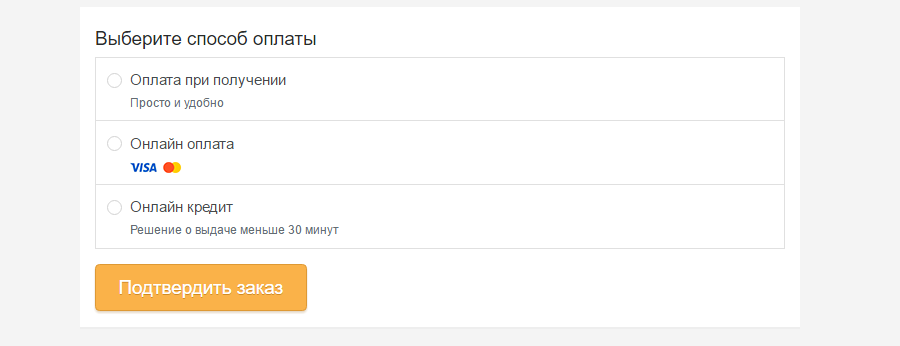 Выберите способ оплаты
Оплата при получении
Просто и удобно
Онлайн оплата
VISA
Онлайн кредит
Решение о выдаче меньше 30 минут
Подтвердить заказ